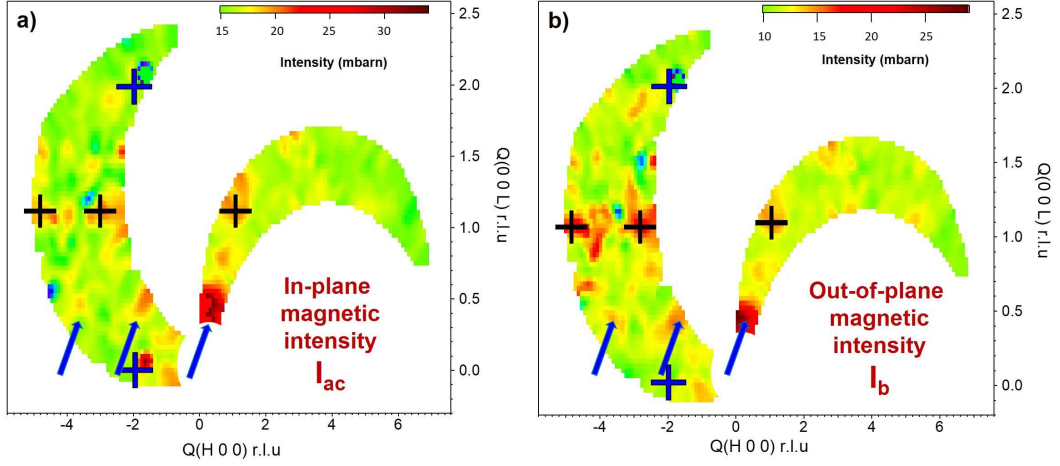 a)
15 20 25 30
Intensity (mbarn)
In-plane
magnetic
intensity
Iac
2.5
2.0
1.5
1.0
0.5
0.0
Q(0 0 L) r.l.u
-4 -2 0 2 4 6
Q(H 0 0) r.l.u
b)
10 15 20 25
Intensity (mbarn)
Out-of-plane
magnetic
intensity
Ib
2.5
2.0
1.5
1.0
0.5
0.0
Q(0 0 L) r.l.u
-4 -2 0 2 4 6
Q(H 0 0) r.l.u